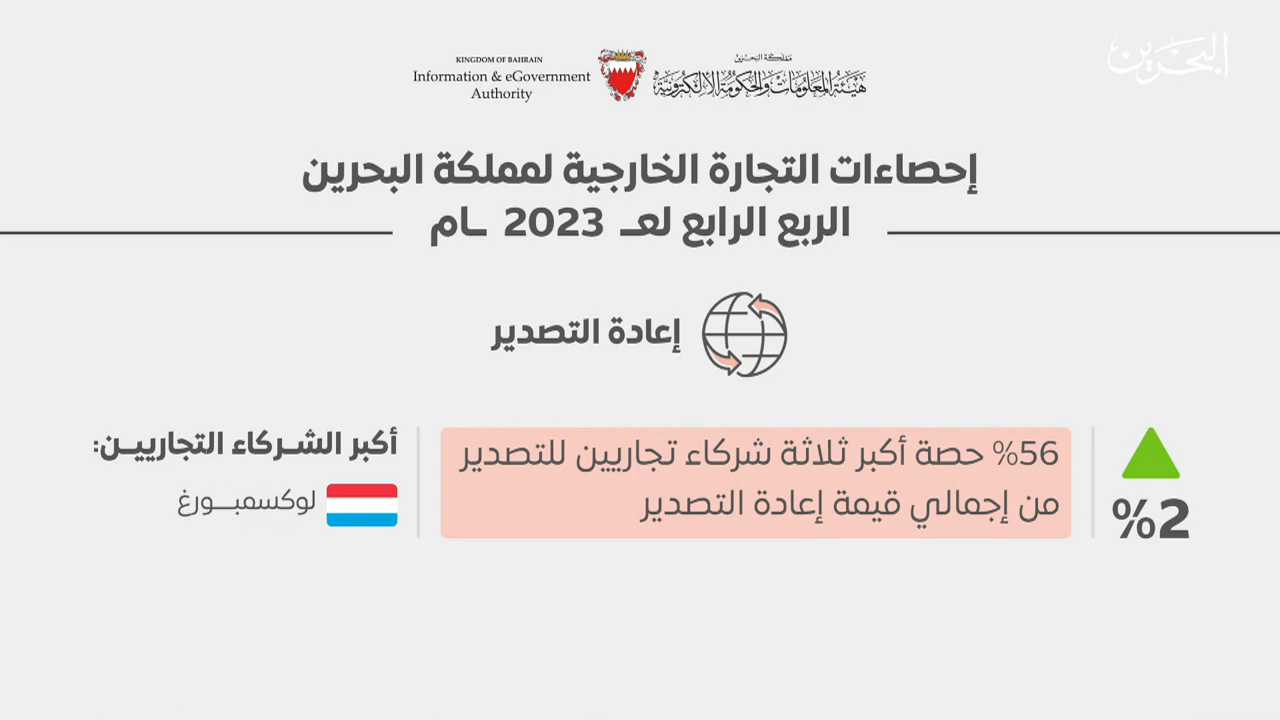 البحرين
KINGDOM OF BAHRAIN
Information & eGovernment
Authority
مملكة البحرين
هيئة المعلومات والحكومة الالكترونية
إحصاءات التجارة الخارجية لمملكة البحرين
الربع الرابع لعـ 2023 ـام
إعادة التصدير
%2
%56 حصة أكبر ثلاثة شركاء تجاريين للتصدير
من إجمالي قيمة إعادة التصدير
أكبر الشـركاء التجارييـن:
لوكسمبـورغ